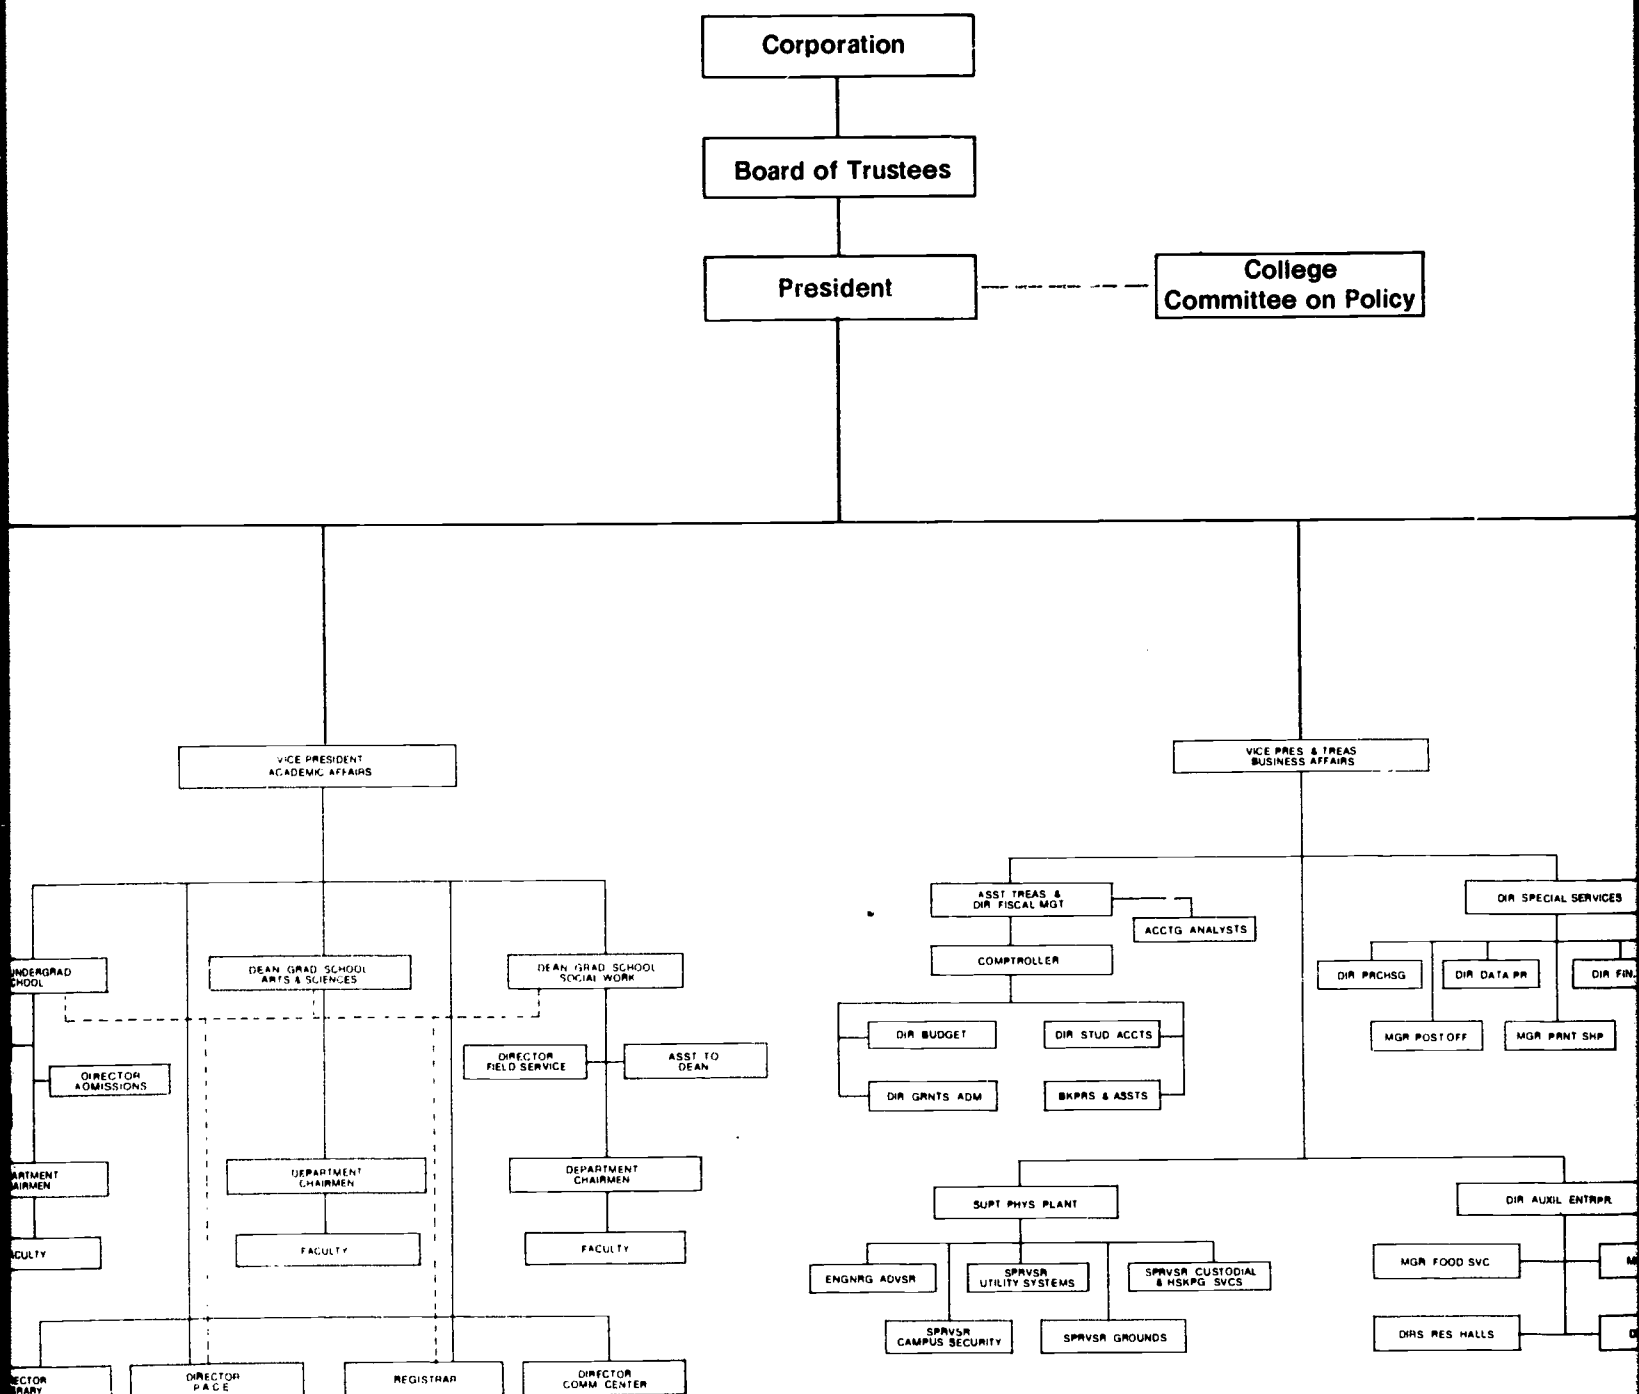 Corporation
Board of Trustees
President
College
Committee on Policy
VICE PRESIDENT
ACADEMIC AFFAIRS
VICE PRES & TREAS
BUSINESS AFFAIRS
UNDERGRAD
DEAN GRAD SCHOOL
ARTS & SCIENCES
DEAN GRAD SCHOOL
SOCIAL WORK
DIRECTOR
ADMISSIONS
DIRECTOR
FIELD SERVICE
ASST TO
DEAN
DEPARTMENT
CHAIRMEN
DEPARTMENT
CHAIRMEN
FACULTY
FACULTY
DIRECTOR
PACE
REGISTRAR
DIRECTOR
COMM CENTER
ASST TREAS &
DIR FISCAL MGT
ACCTG ANALYSTS
COMPTROLLER
DIR BUDGET
DIR STUD ACCTS
DIR GRNTS ADM
BKPRS & ASSTS
DIR SPECIAL SERVICES
DIR PRCHSG
DIR DATA PR
DIR FIN.
MGR POST OFF
MGR PRNT SHP
SUPT PHYS PLANT
ENGNRG ADVSR
SPRVSR
UTILITY SYSTEMS
SPRVSR CUSTODIAL
& HSKPG SVCS
SPRVSR
CAMPUS SECURITY
SPRVSR GROUNDS
DIR AUXIL ENTRPR
MGR FOOD SVC
DIRS RES HALLS